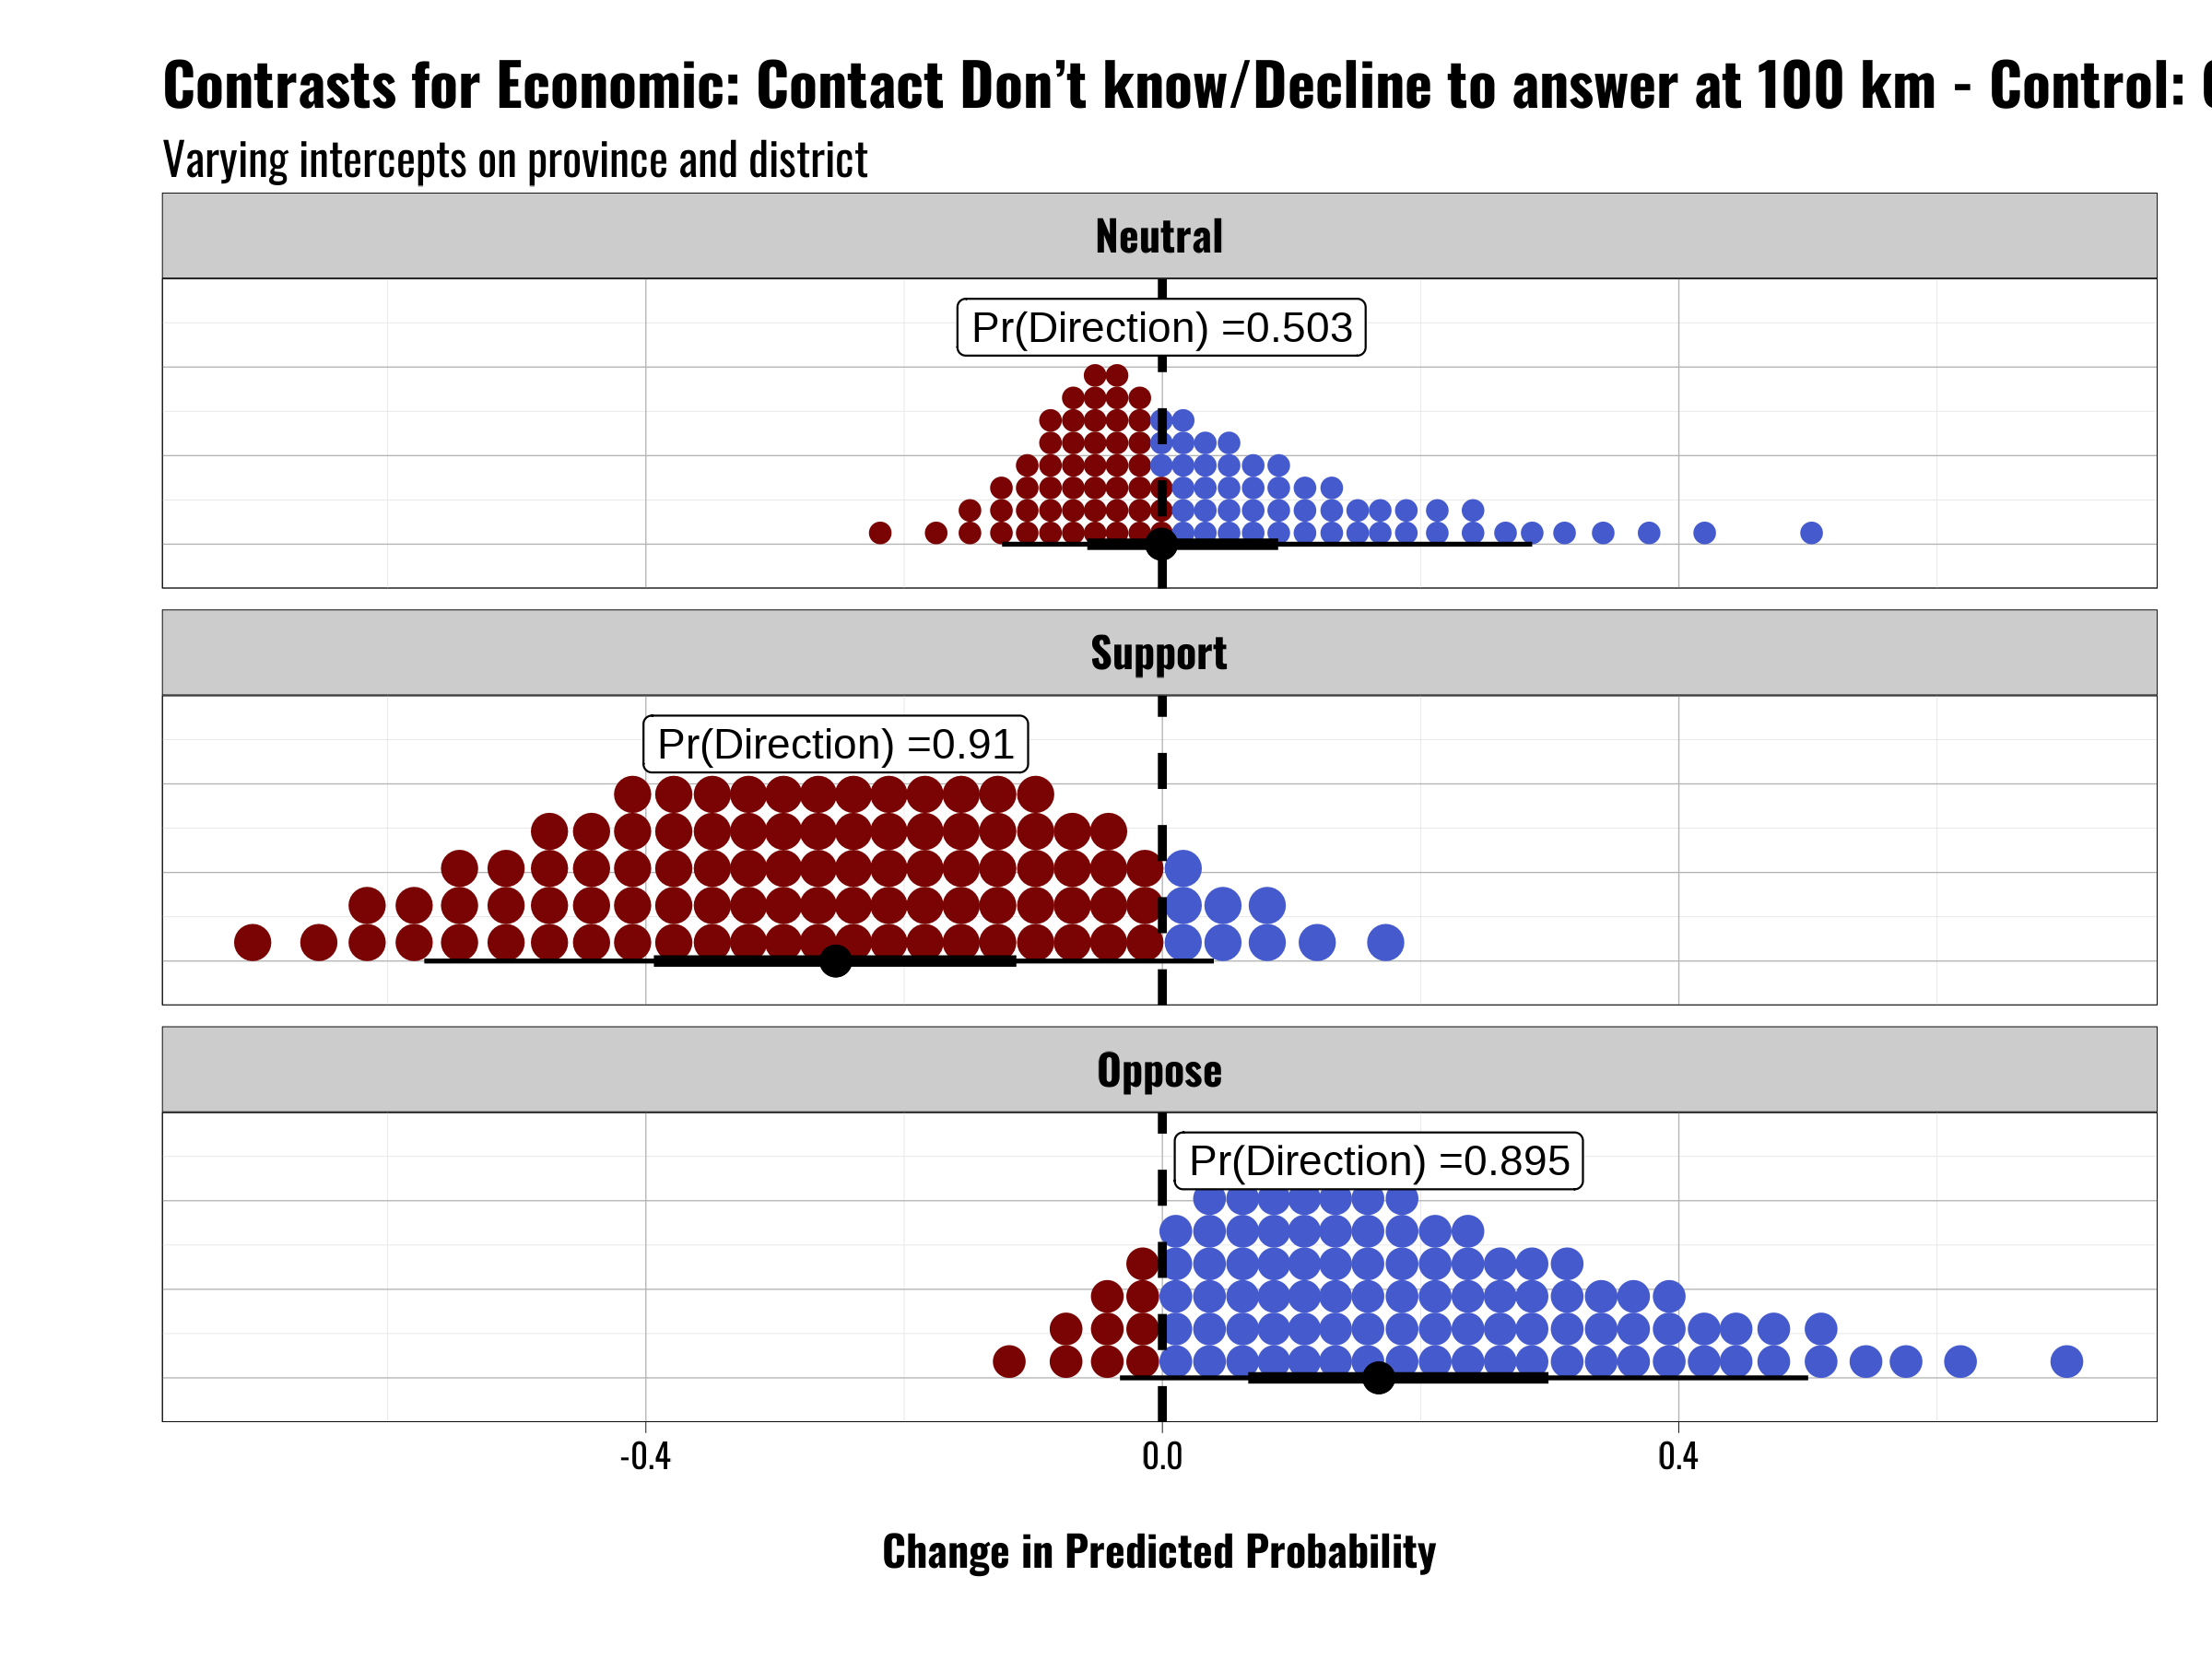 Contrasts for Economic: Contact Don’t know/Decline to answer at 100 km - Control:
Varying intercepts on province and district
Neutral
Pr(Direction) =0.503
Support
Pr(Direction) =0.91
Oppose
Pr(Direction) =0.895
-0.4 0.0 0.4
Change in Predicted Probability